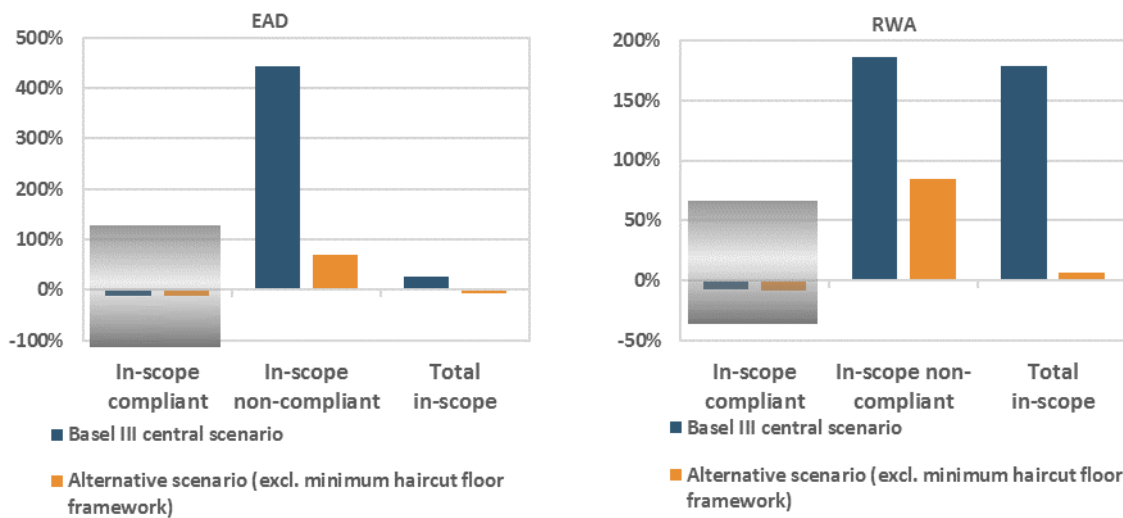 EAD
500%
400%
300%
200%
100%
0%
-100%
In-scope
compliant
In-scope
non-compliant
Total
in-scope
Basel III central scenario
Alternative scenario (excl. minimum haircut floor
framework)
RWA
200%
150%
100%
50%
0%
-50%
In-scope
compliant
In-scope non-
compliant
Total
in-scope
Basel III central scenario
Alternative scenario (excl. minimum haircut floor
framework)